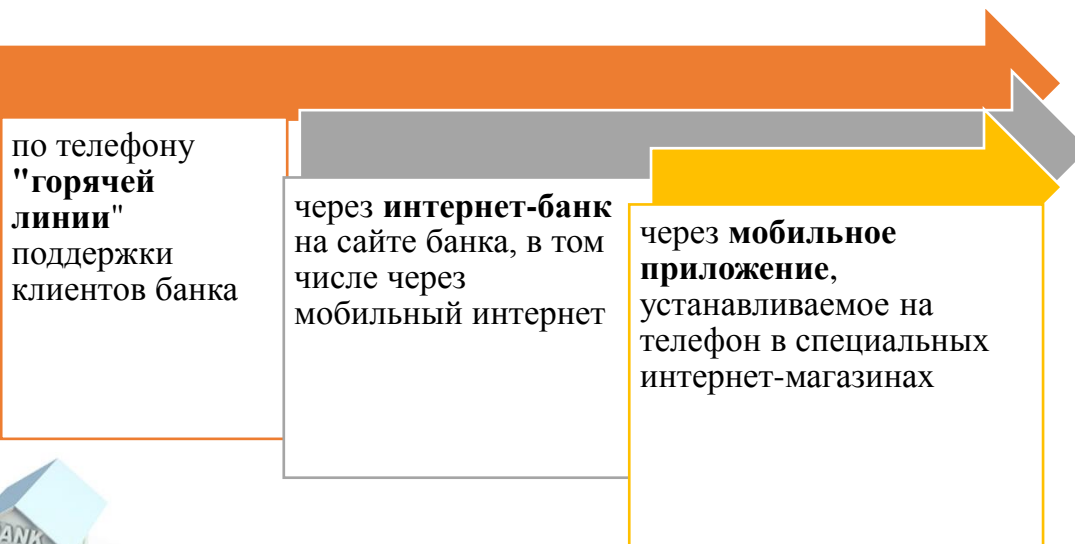 по телефону
"горячей
линии"
поддержки
клиентов банка
через интернет-банк
на сайте банка, в том
числе через
мобильный интернет
через мобильное
приложение,
устанавливаемое на
телефон в специальных
интернет-магазинах
BANK